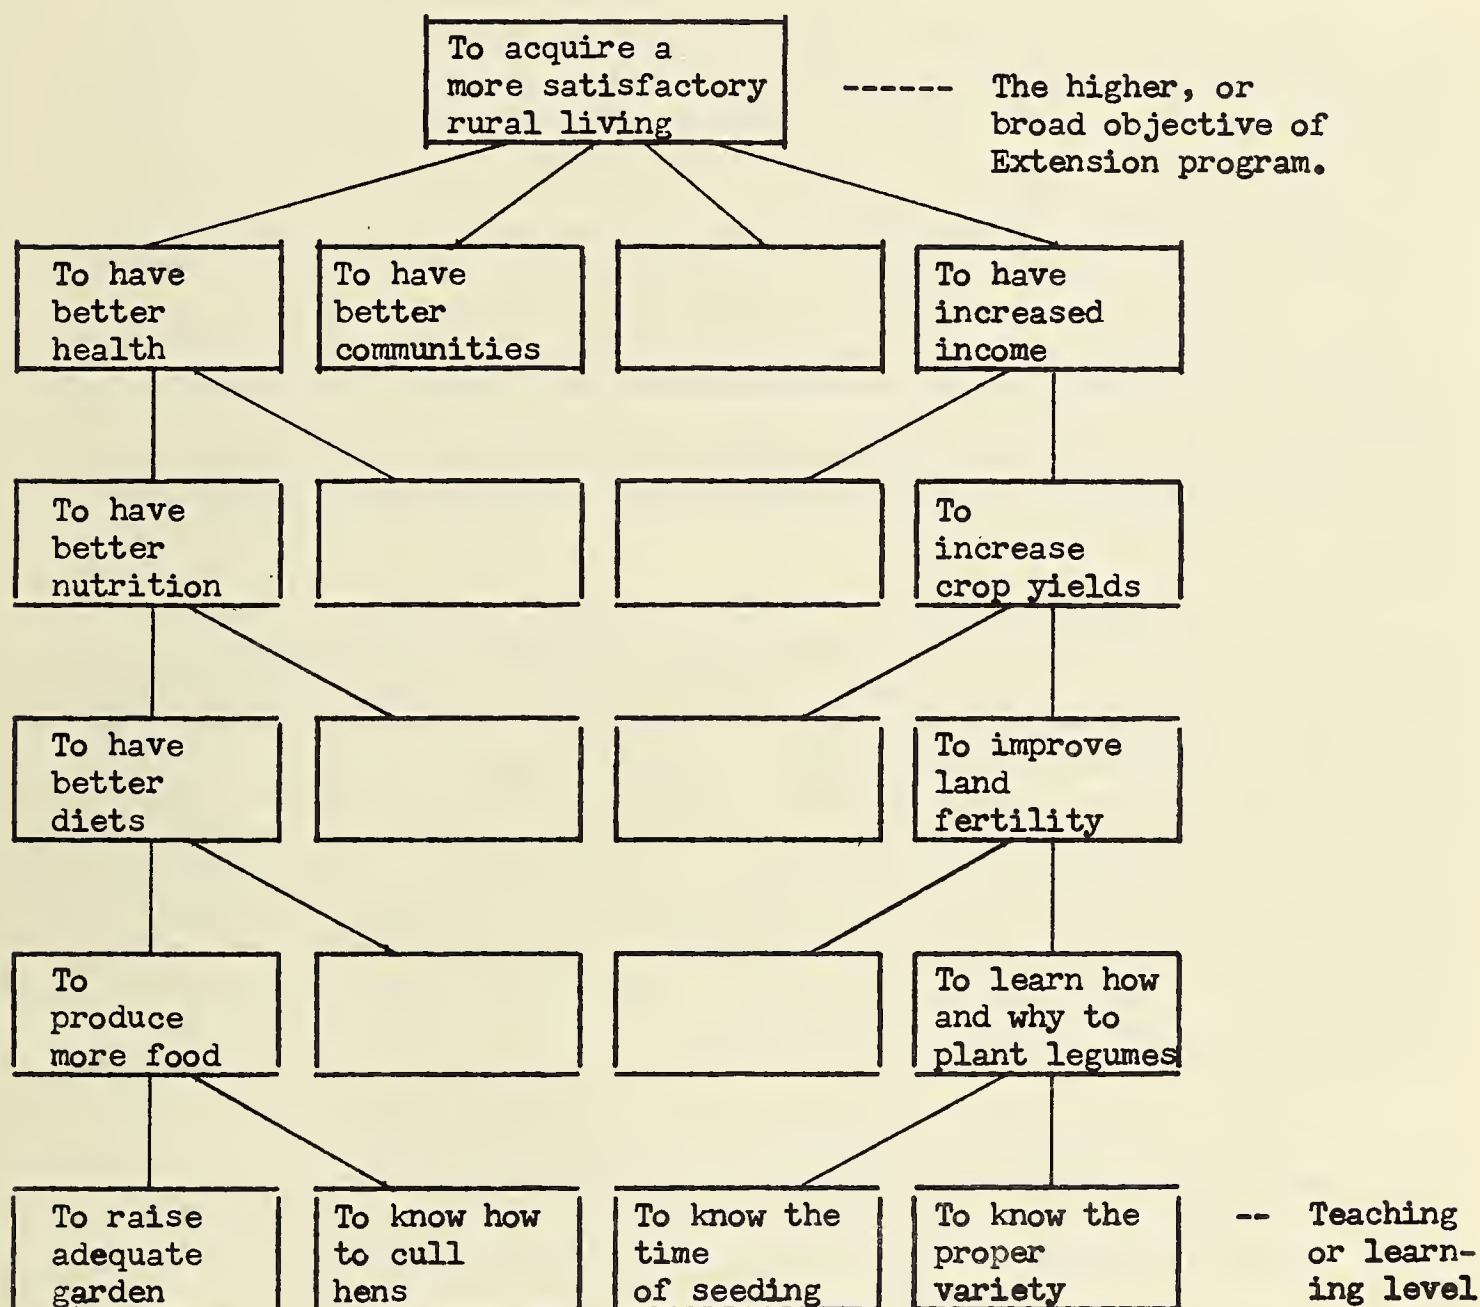 To acquire a
more satisfactory
rural living
------ The higher, or
broad objective of
Extension program.
To have
better
health
To have
better
communities
To have
increased
income
To have
better
nutrition
To
increase
crop yields
To have
better
diets
To improve
land
fertility
To
produce
more food
To learn how
and why to
plant legumes
To raise
adequate
garden
To know how
to cull
hens
To know the
time
of seeding
To know the
proper
variety
-- Teaching
or learn-
ing level